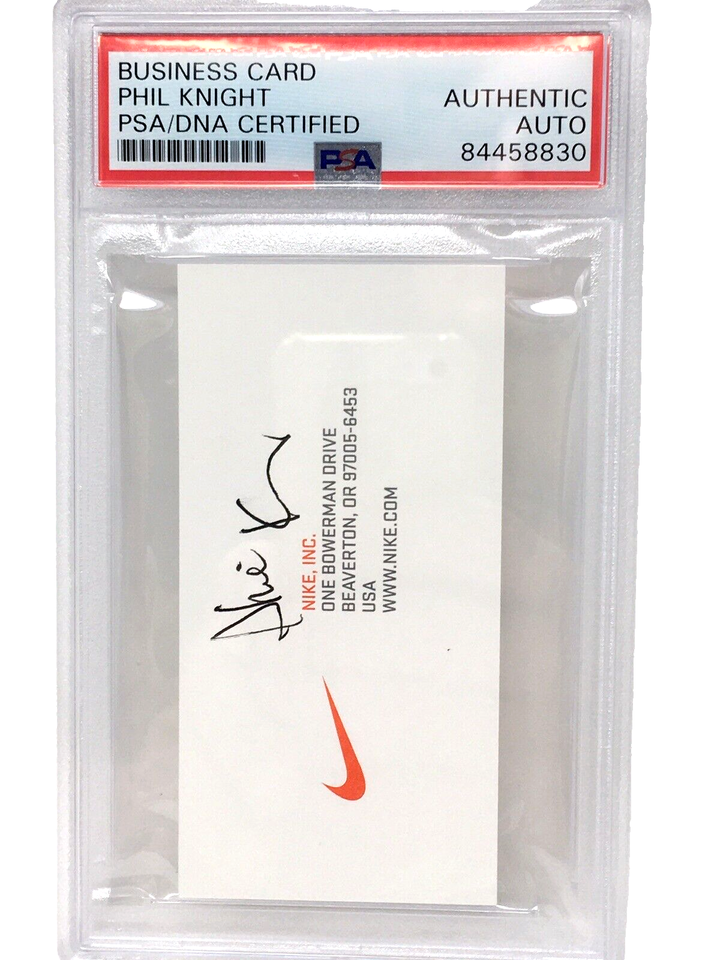 BUSINESS CARD
PHIL KNIGHT
PSA/DNA CERTIFIED
AUTHENTIC
AUTO
84458830
PSA
Phil K
NIKE, INC.
ONE BOWERMAN DRIVE
BEAVERTON, OR 97005-6453
USA
WWW.NIKE.COM